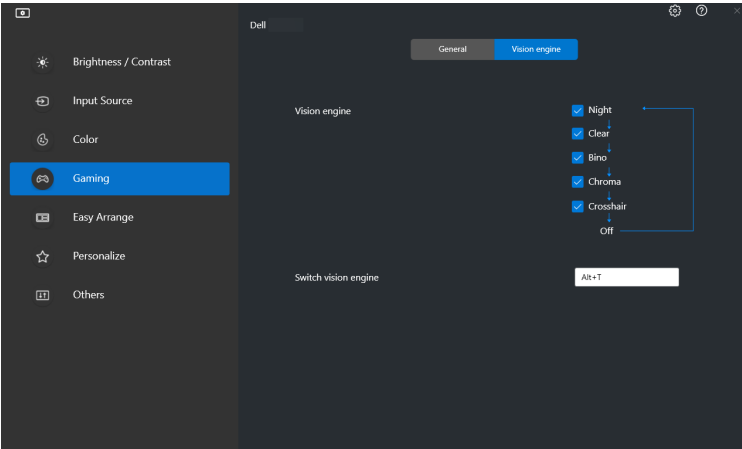 Dell
General
Vision engine
Brightness / Contrast
Input Source
Color
Gaming
Easy Arrange
Personalize
Others
Vision engine
Night
Clear
Bino
Chroma
Crosshair
Off
Switch vision engine
Alt+T